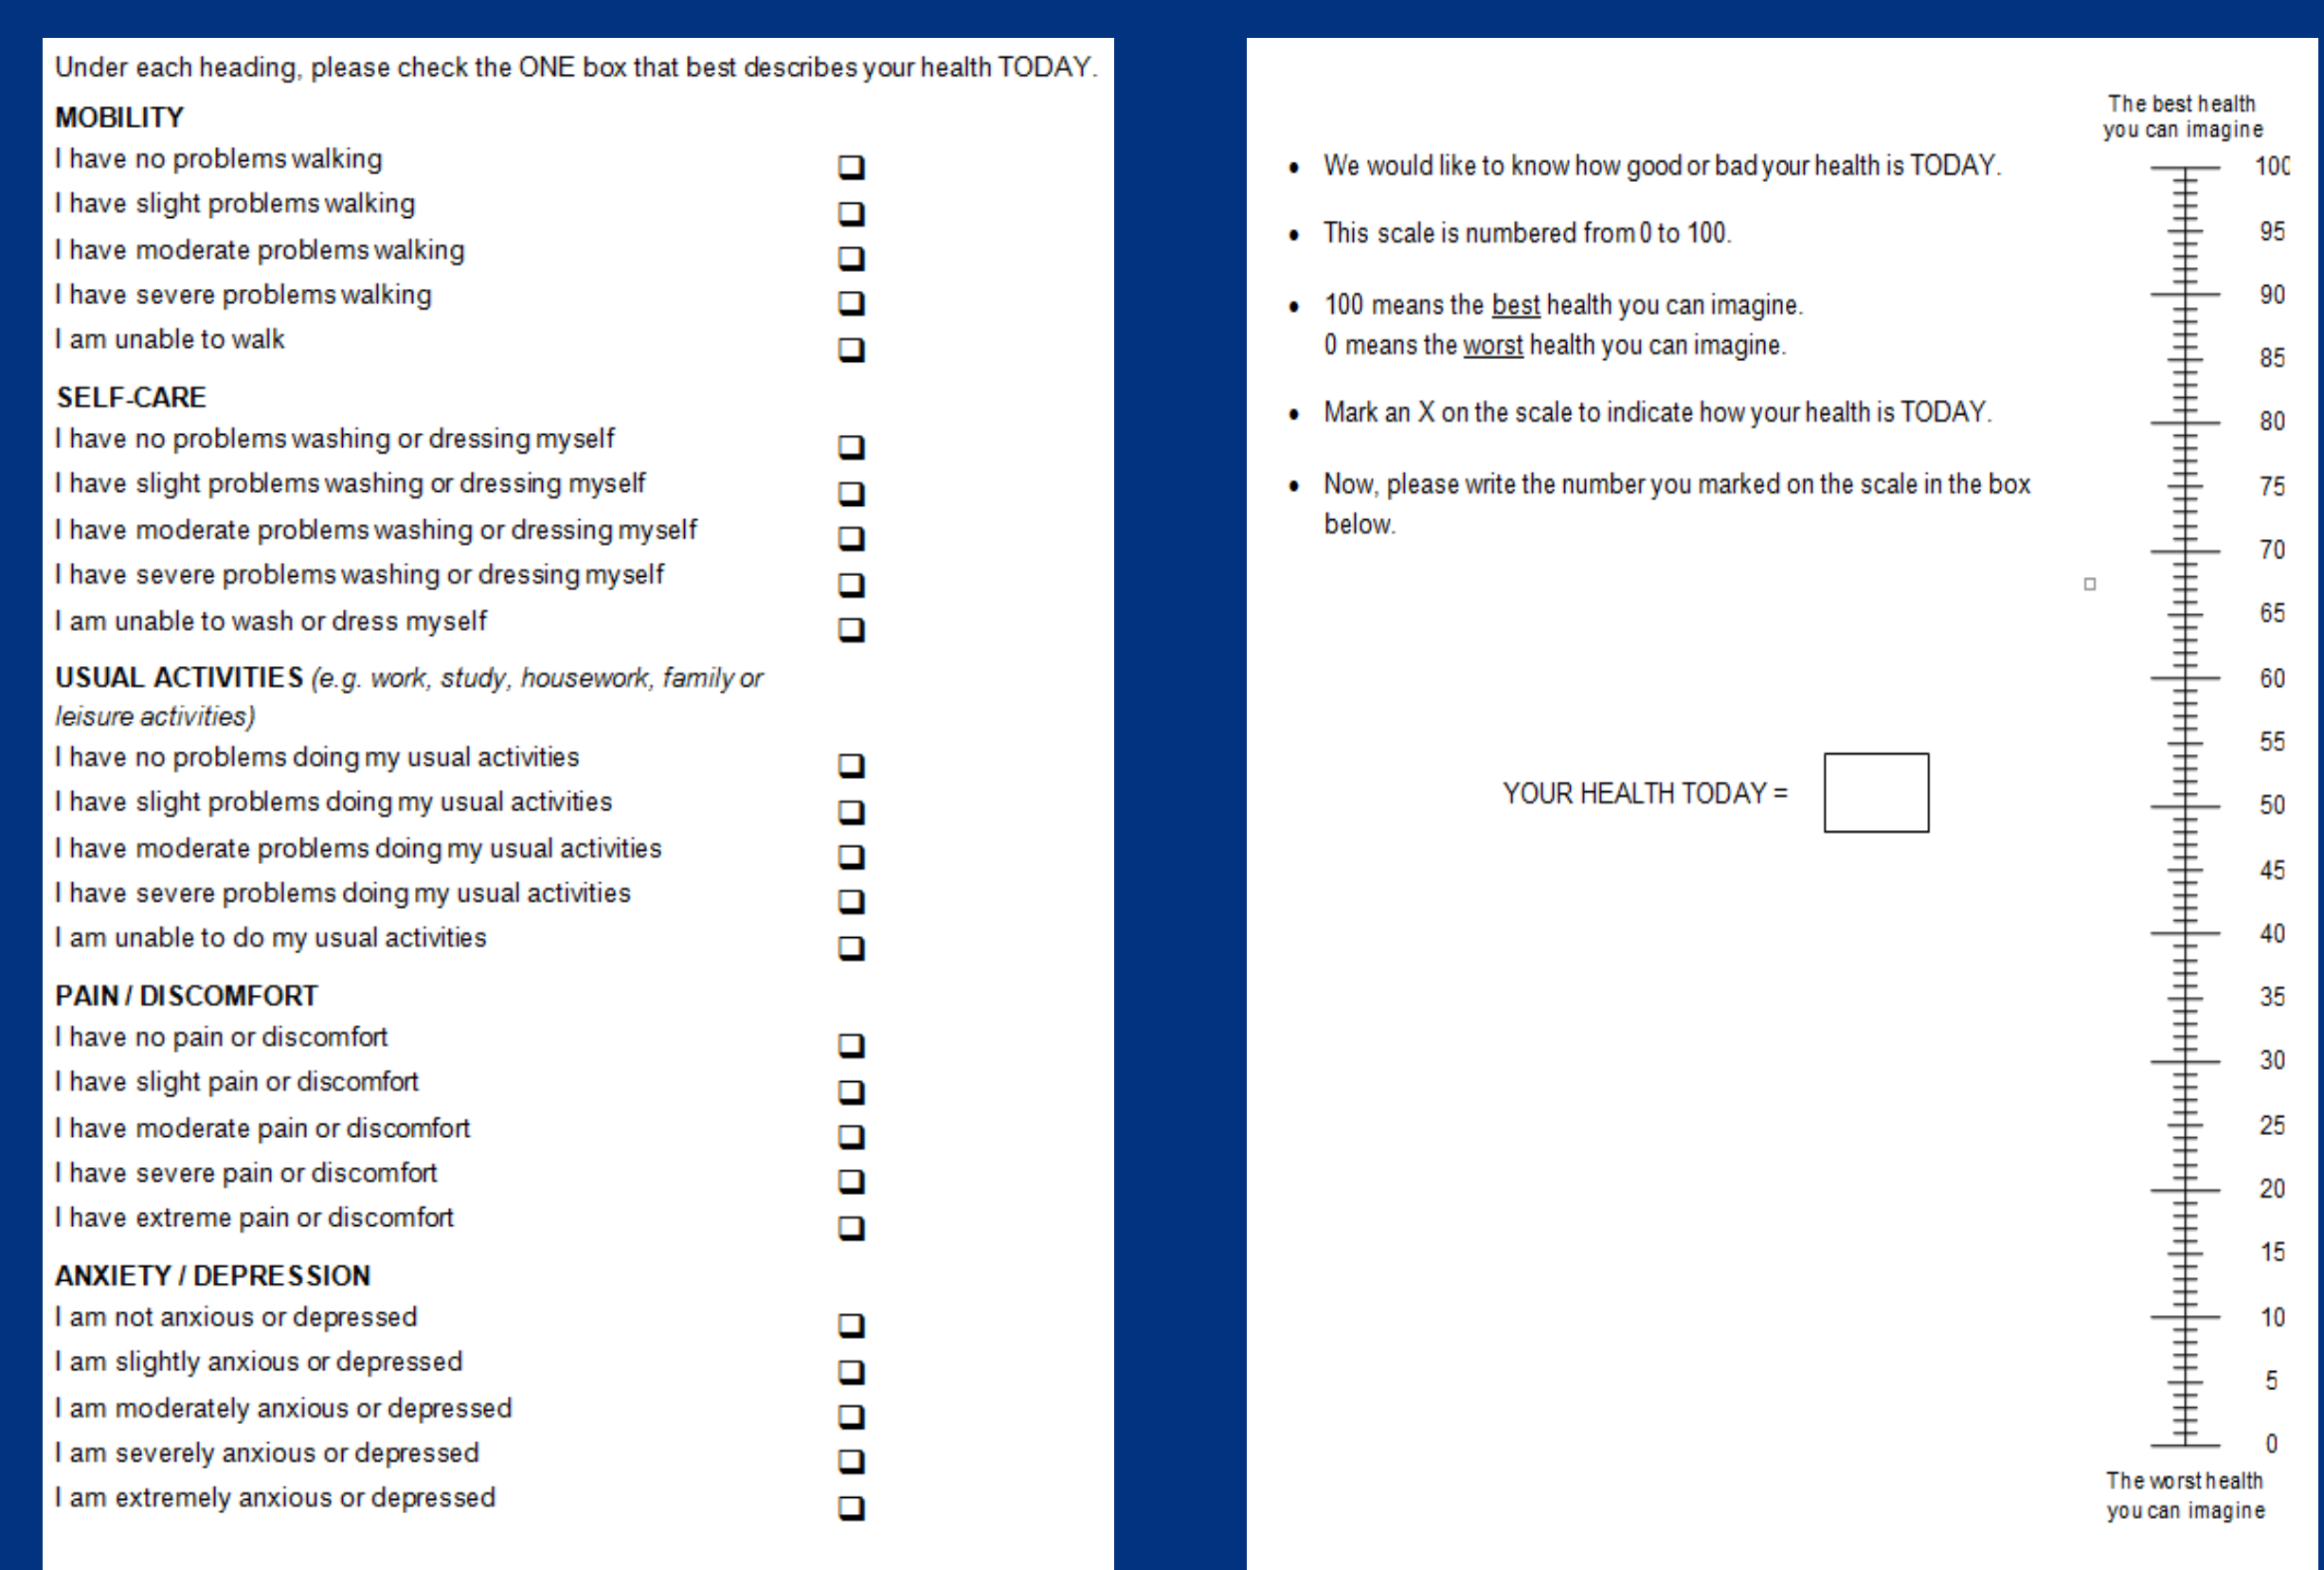 Under each heading, please check the ONE box that best describes your health TODAY.
MOBILITY
I have no problems walking
I have slight problems walking
I have moderate problems walking
I have severe problems walking
I am unable to walk
SELF-CARE
I have no problems washing or dressing myself
I have slight problems washing or dressing myself
I have moderate problems washing or dressing myself
I have severe problems washing or dressing myself
I am unable to wash or dress myself
USUAL ACTIVITIES (e.g. work, study, housework, family or
leisure activities)
I have no problems doing my usual activities
I have slight problems doing my usual activities
I have moderate problems doing my usual activities
I have severe problems doing my usual activities
I am unable to do my usual activities
PAIN / DISCOMFORT
I have no pain or discomfort
I have slight pain or discomfort
I have moderate pain or discomfort
I have severe pain or discomfort
I have extreme pain or discomfort
ANXIETY / DEPRESSION
I am not anxious or depressed
I am slightly anxious or depressed
I am moderately anxious or depressed
I am severely anxious or depressed
I am extremely anxious or depressed
• We would like to know how good or bad your health is TODAY.
• This scale is numbered from 0 to 100.
• 100 means the best health you can imagine.
0 means the worst health you can imagine.
• Mark an X on the scale to indicate how your health is TODAY.
• Now, please write the number you marked on the scale in the box
below.
YOUR HEALTH TODAY =
The best health
you can imagine
100
95
90
85
80
75
70
65
60
55
50
45
40
35
30
25
20
15
10
5
0
The worst health
you can imagine